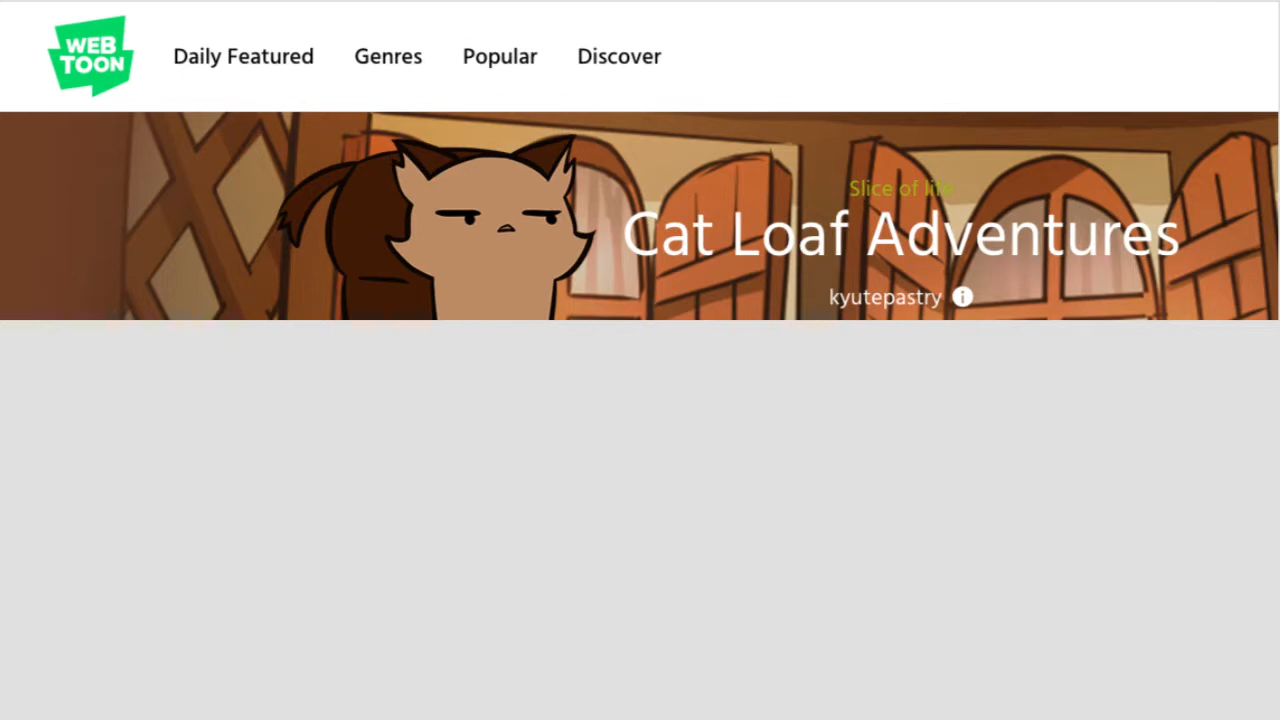 WEB
TOON
Daily Featured
Genres
Popular
Discover
Slice of life
Cat Loaf Adventures
kyutepastry